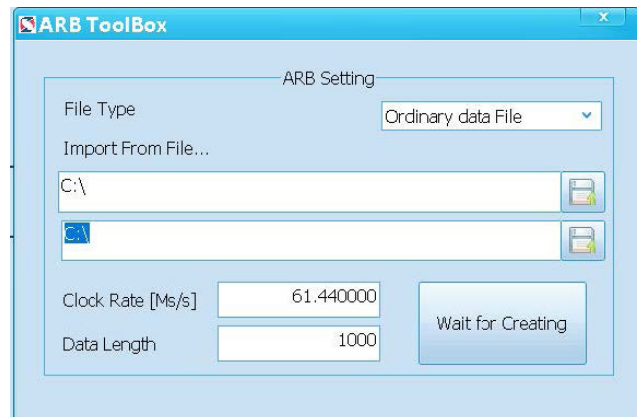 ARB ToolBox
x
ARB Setting
File Type
Ordinary data File
Import From File...
C:\
C:\
Clock Rate [Ms/s]
61.440000
Data Length
1000
Wait for Creating